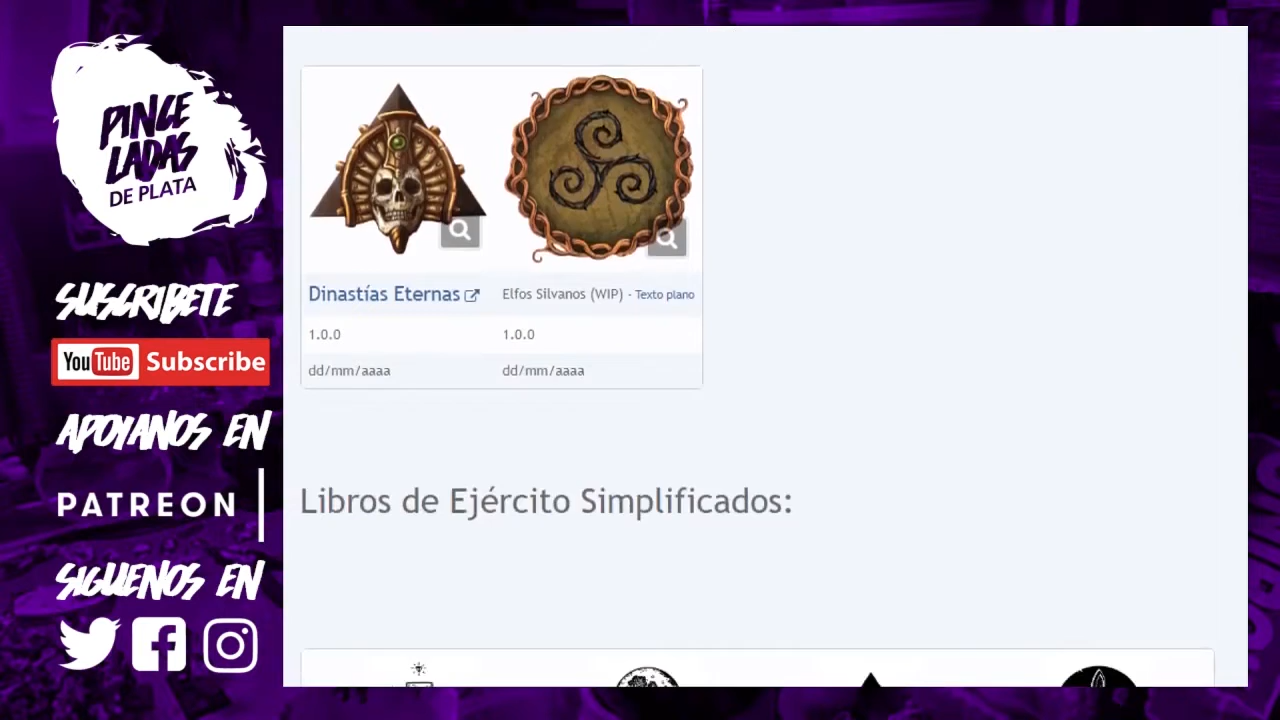 PINCE
LADAS
DE PLATA
SUSCRIBETE
YouTube Subscribe
APOYANOS EN
PATREON
SIGUENOS EN
Dinastías Eternas
Elfos Silvanos (WIP) - Texto plano
1.0.0
1.0.0
dd/mm/aaaa
dd/mm/aaaa
Libros de Ejército Simplificados: